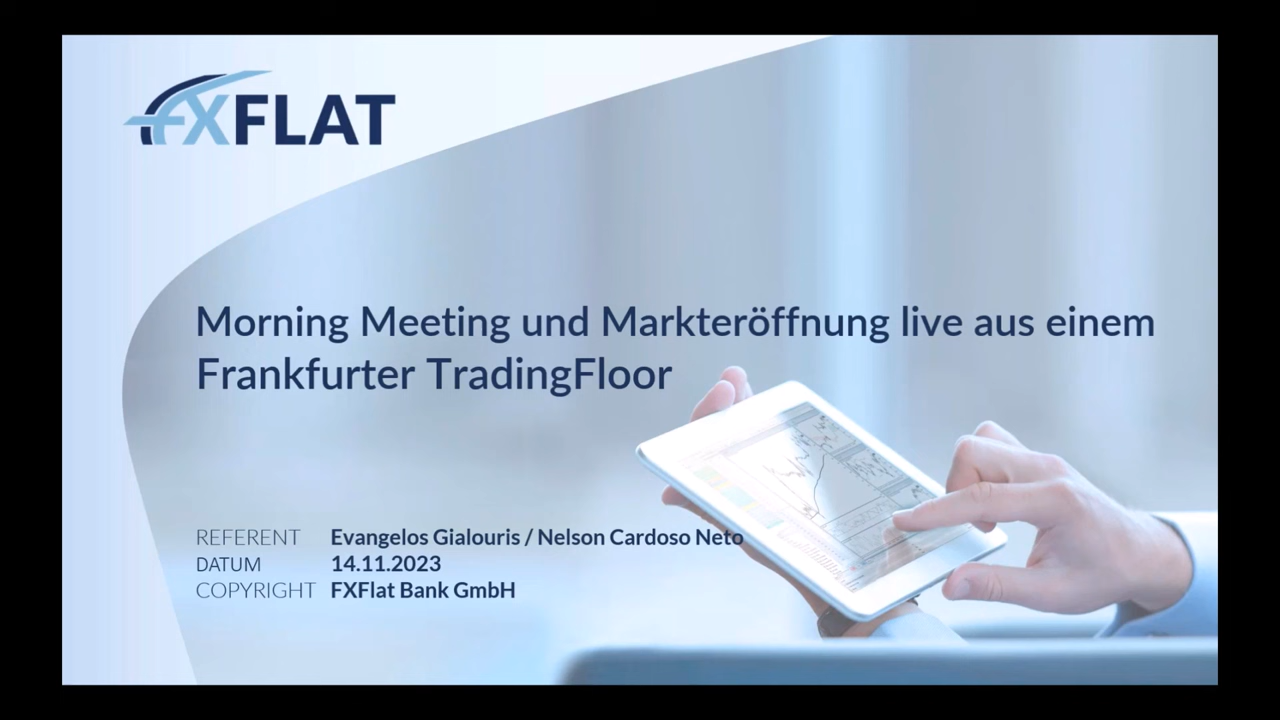 FXFLAT
Morning Meeting und Markteröffnung live aus einem
Frankfurter TradingFloor
REFERENT Evangelos Gialouris / Nelson Cardoso Neto
DATUM 14.11.2023
COPYRIGHT FXFlat Bank GmbH